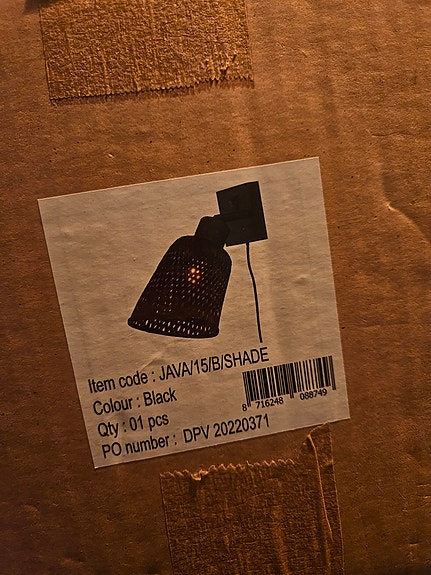 Item code : JAVA/15/B/SHADE
Colour : Black
Qty : 01 pcs
PO number : DPV 20220371
8 716248 088749